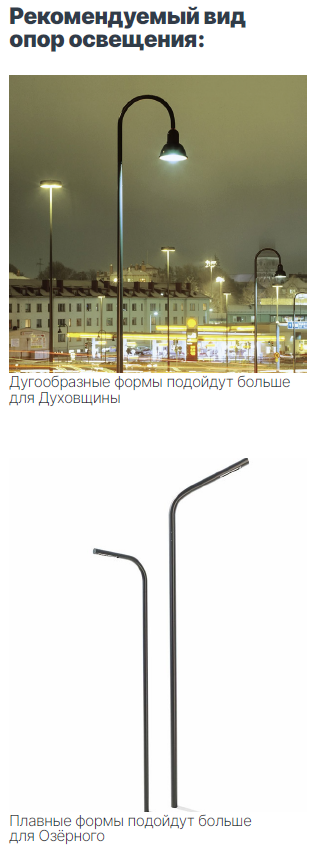 Рекомендуемый вид
опор освещения:
Дугообразные формы подойдут больше
для Духовщины
Плавные формы подойдут больше
для Озёрного